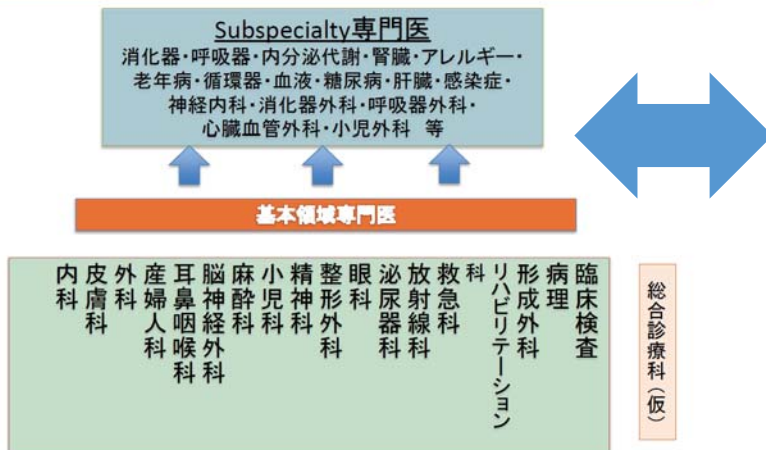 Subspecialty専門医
消化器・呼吸器・内分泌代謝・腎臓・アレルギー・
老年病・循環器・血液・糖尿病・肝臓・感染症・
神経内科・消化器外科・呼吸器外科・
心臓血管外科・小児外科 等
基本領域専門医
内科
皮膚科
外科
産婦人科
耳鼻咽喉科
脳神経外科
麻酔科
小児科
精神科
整形外科
眼科
泌尿器科
放射線科
救急科
リハビリテーション
科
形成外科
病理
臨床検査
総合診療科(仮)